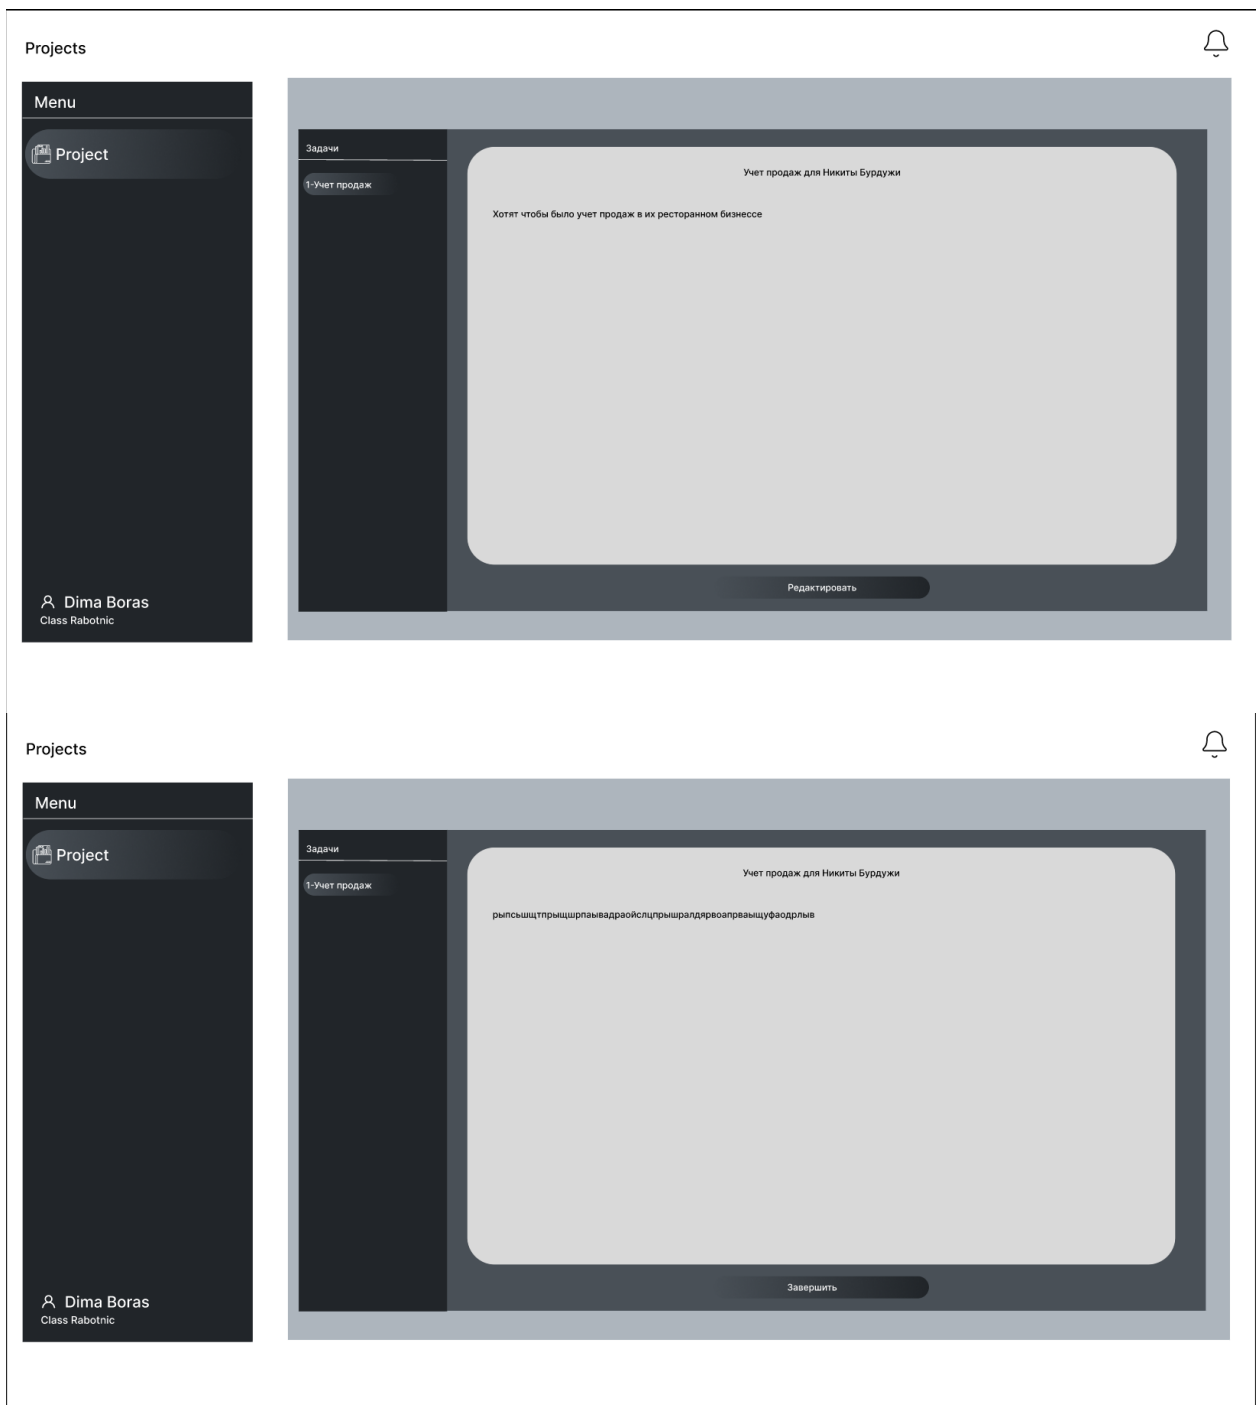 Projects
Menu
Project
Задачи
1-Учет продаж
Учет продаж для Никиты Бурдужи
Хотят чтобы было учет продаж в их ресторанном бизнессе
Редактировать
Dima Boras
Class Rabotnic
Projects
Menu
Project
Задачи
1-Учет продаж
Учет продаж для Никиты Бурдужи
рыпсьшщтпрыщшрпаывадраойслцпрышралдярвоапрваыщуфаодрлыв
Завершить
Dima Boras
Class Rabotnic